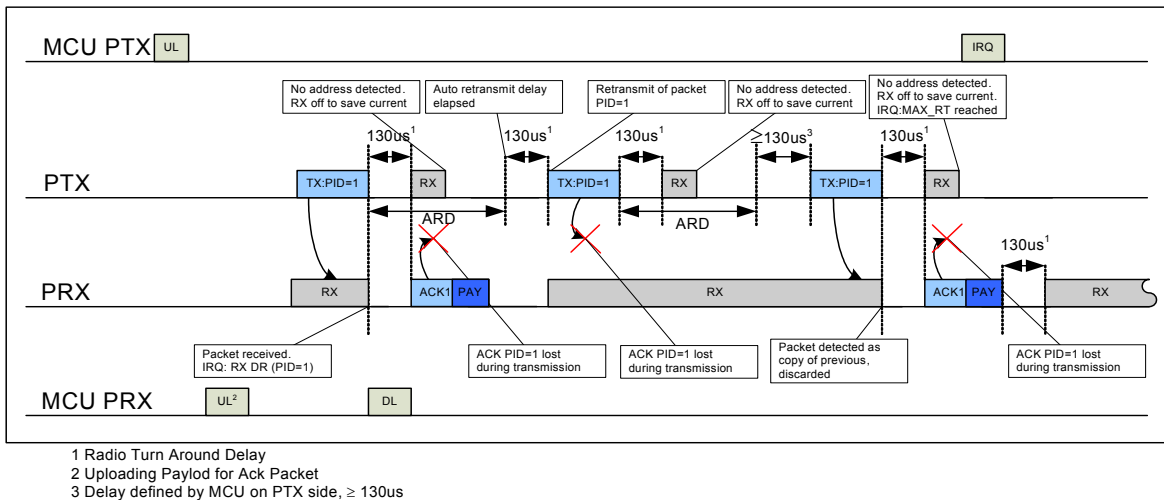 MCU PTX
UL
IRQ
No address detected.
RX off to save current
Auto retransmit delay
elapsed
Retransmit of packet
PID=1
No address detected.
RX off to save current
No address detected.
RX off to save current.
IRQ:MAX_RT reached
130us1
130us1
130us1
≥130us3
130us1
PTX
TX:PID=1
RX
TX:PID=1
RX
TX:PID=1
RX
ARD
ARD
130us1
PRX
RX
ACK1
PAY
RX
ACK1
PAY
RX
Packet received.
IRQ: RX DR (PID=1)
ACK PID=1 lost
during transmission
ACK PID=1 lost
during transmission
Packet detected as
copy of previous,
discarded
ACK PID=1 lost
during transmission
MCU PRX
UL2
DL
1 Radio Turn Around Delay
2 Uploading Paylod for Ack Packet
3 Delay defined by MCU on PTX side, ≥ 130us